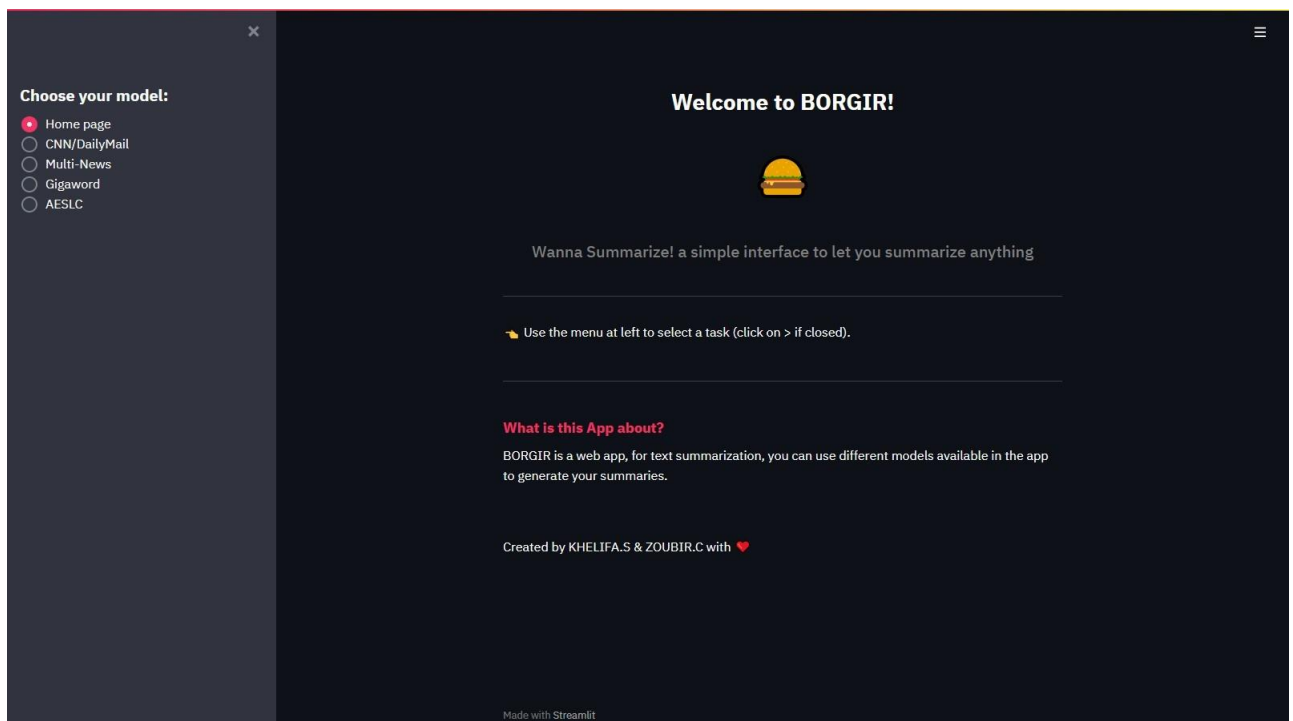 Choose your model:
Home page
CNN/DailyMail
Multi-News
Gigaword
AESLC
Welcome to BORGIR!
Wanna Summarize! a simple interface to let you summarize anything
Use the menu at left to select a task (click on > if closed).
What is this App about?
BORGIR is a web app, for text summarization, you can use different models available in the app
to generate your summaries.
Created by KHELIFA.S & ZOUBIR.C with
Made with Streamlit